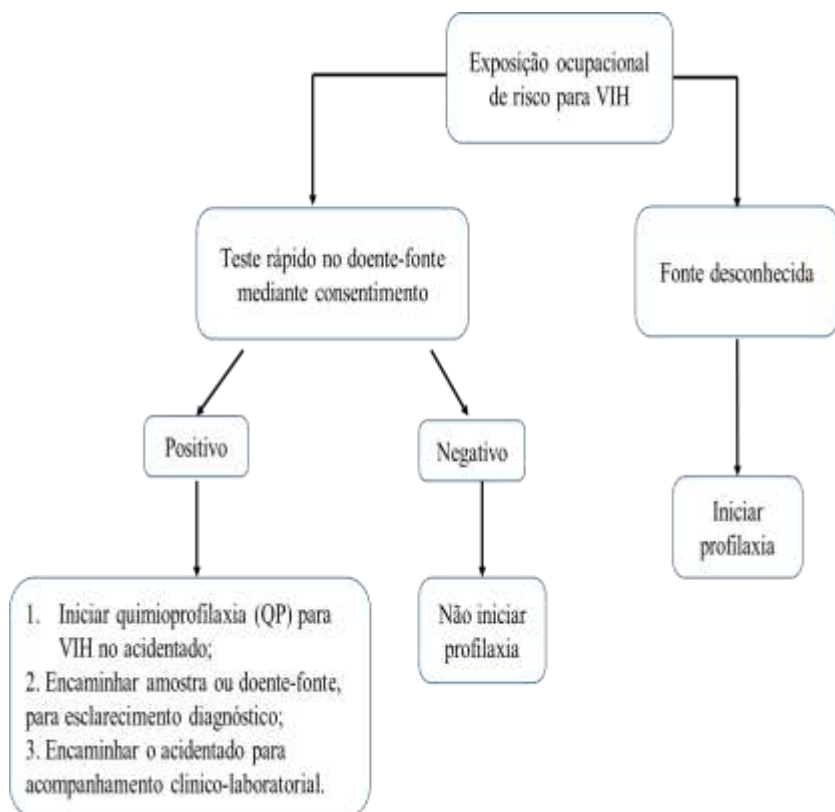 Exposição ocupacional
de risco para VIH
Teste rápido no doente-fonte
mediante consentimento
Fonte desconhecida
Positivo
Negativo
Iniciar
profilaxia
1. Iniciar quimioprofilaxia (QP) para
VIH no acidentado;
2. Encaminhar amostra ou doente-fonte,
para esclarecimento diagnóstico;
3. Encaminhar o acidentado para
acompanhamento clinico-laboratorial.
Não iniciar
profilaxia